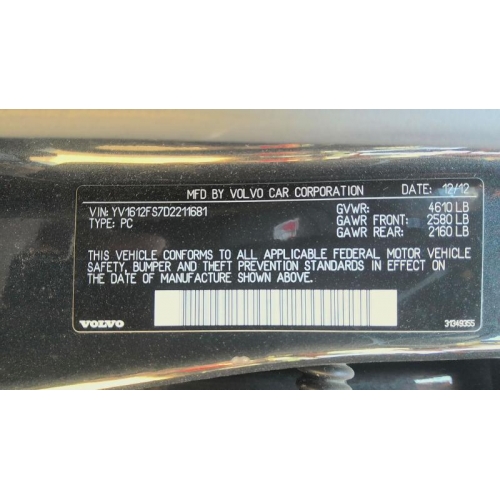 MFD BY VOLVO CAR CORPORATION DATE: 12/12
VIN: YV1612FS7D2211681 GVWR: 4610 LB
TYPE: PC GAWR FRONT: 2580 LB
GAWR REAR: 2160 LB
THIS VEHICLE CONFORMS TO ALL APPLICABLE FEDERAL MOTOR VEHICLE
SAFETY, BUMPER AND THEFT PREVENTION STANDARDS IN EFFECT ON
THE DATE OF MANUFACTURE SHOWN ABOVE.
VOLVO 31349355